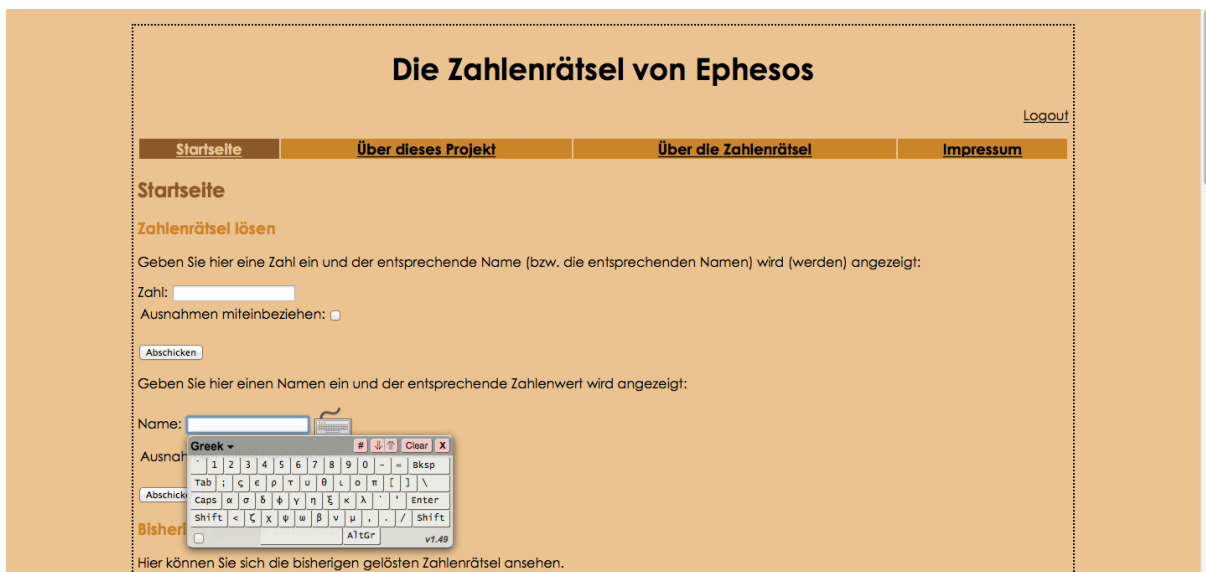 Die Zahlenrätsel von Ephesos
Logout
Startseite Über dieses Projekt Über die Zahlenrätsel Impressum
Startseite
Zahlenrätsel lösen
Geben Sie hier eine Zahl ein und der entsprechende Name (bzw. die entsprechenden Namen) wird (werden) angezeigt:
Zahl:
Ausnahmen miteinbeziehen:
Abschicken
Geben Sie hier einen Namen ein und der entsprechende Zahlenwert wird angezeigt:
Name:
Greek # Clear X
Ausnah
` 1 2 3 4 5 6 7 8 9 0 - = Bksp
Tab ; ς ε ρ τ υ θ ι ο π [ ] \
Abschick
Caps α σ δ φ γ η ξ κ λ ΄ ' Enter
Shift < ζ χ ψ ω β ν μ , . / Shift
Bisher
AltGr v1.49
Hier können Sie sich die bisherigen gelösten Zahlenrätsel ansehen.